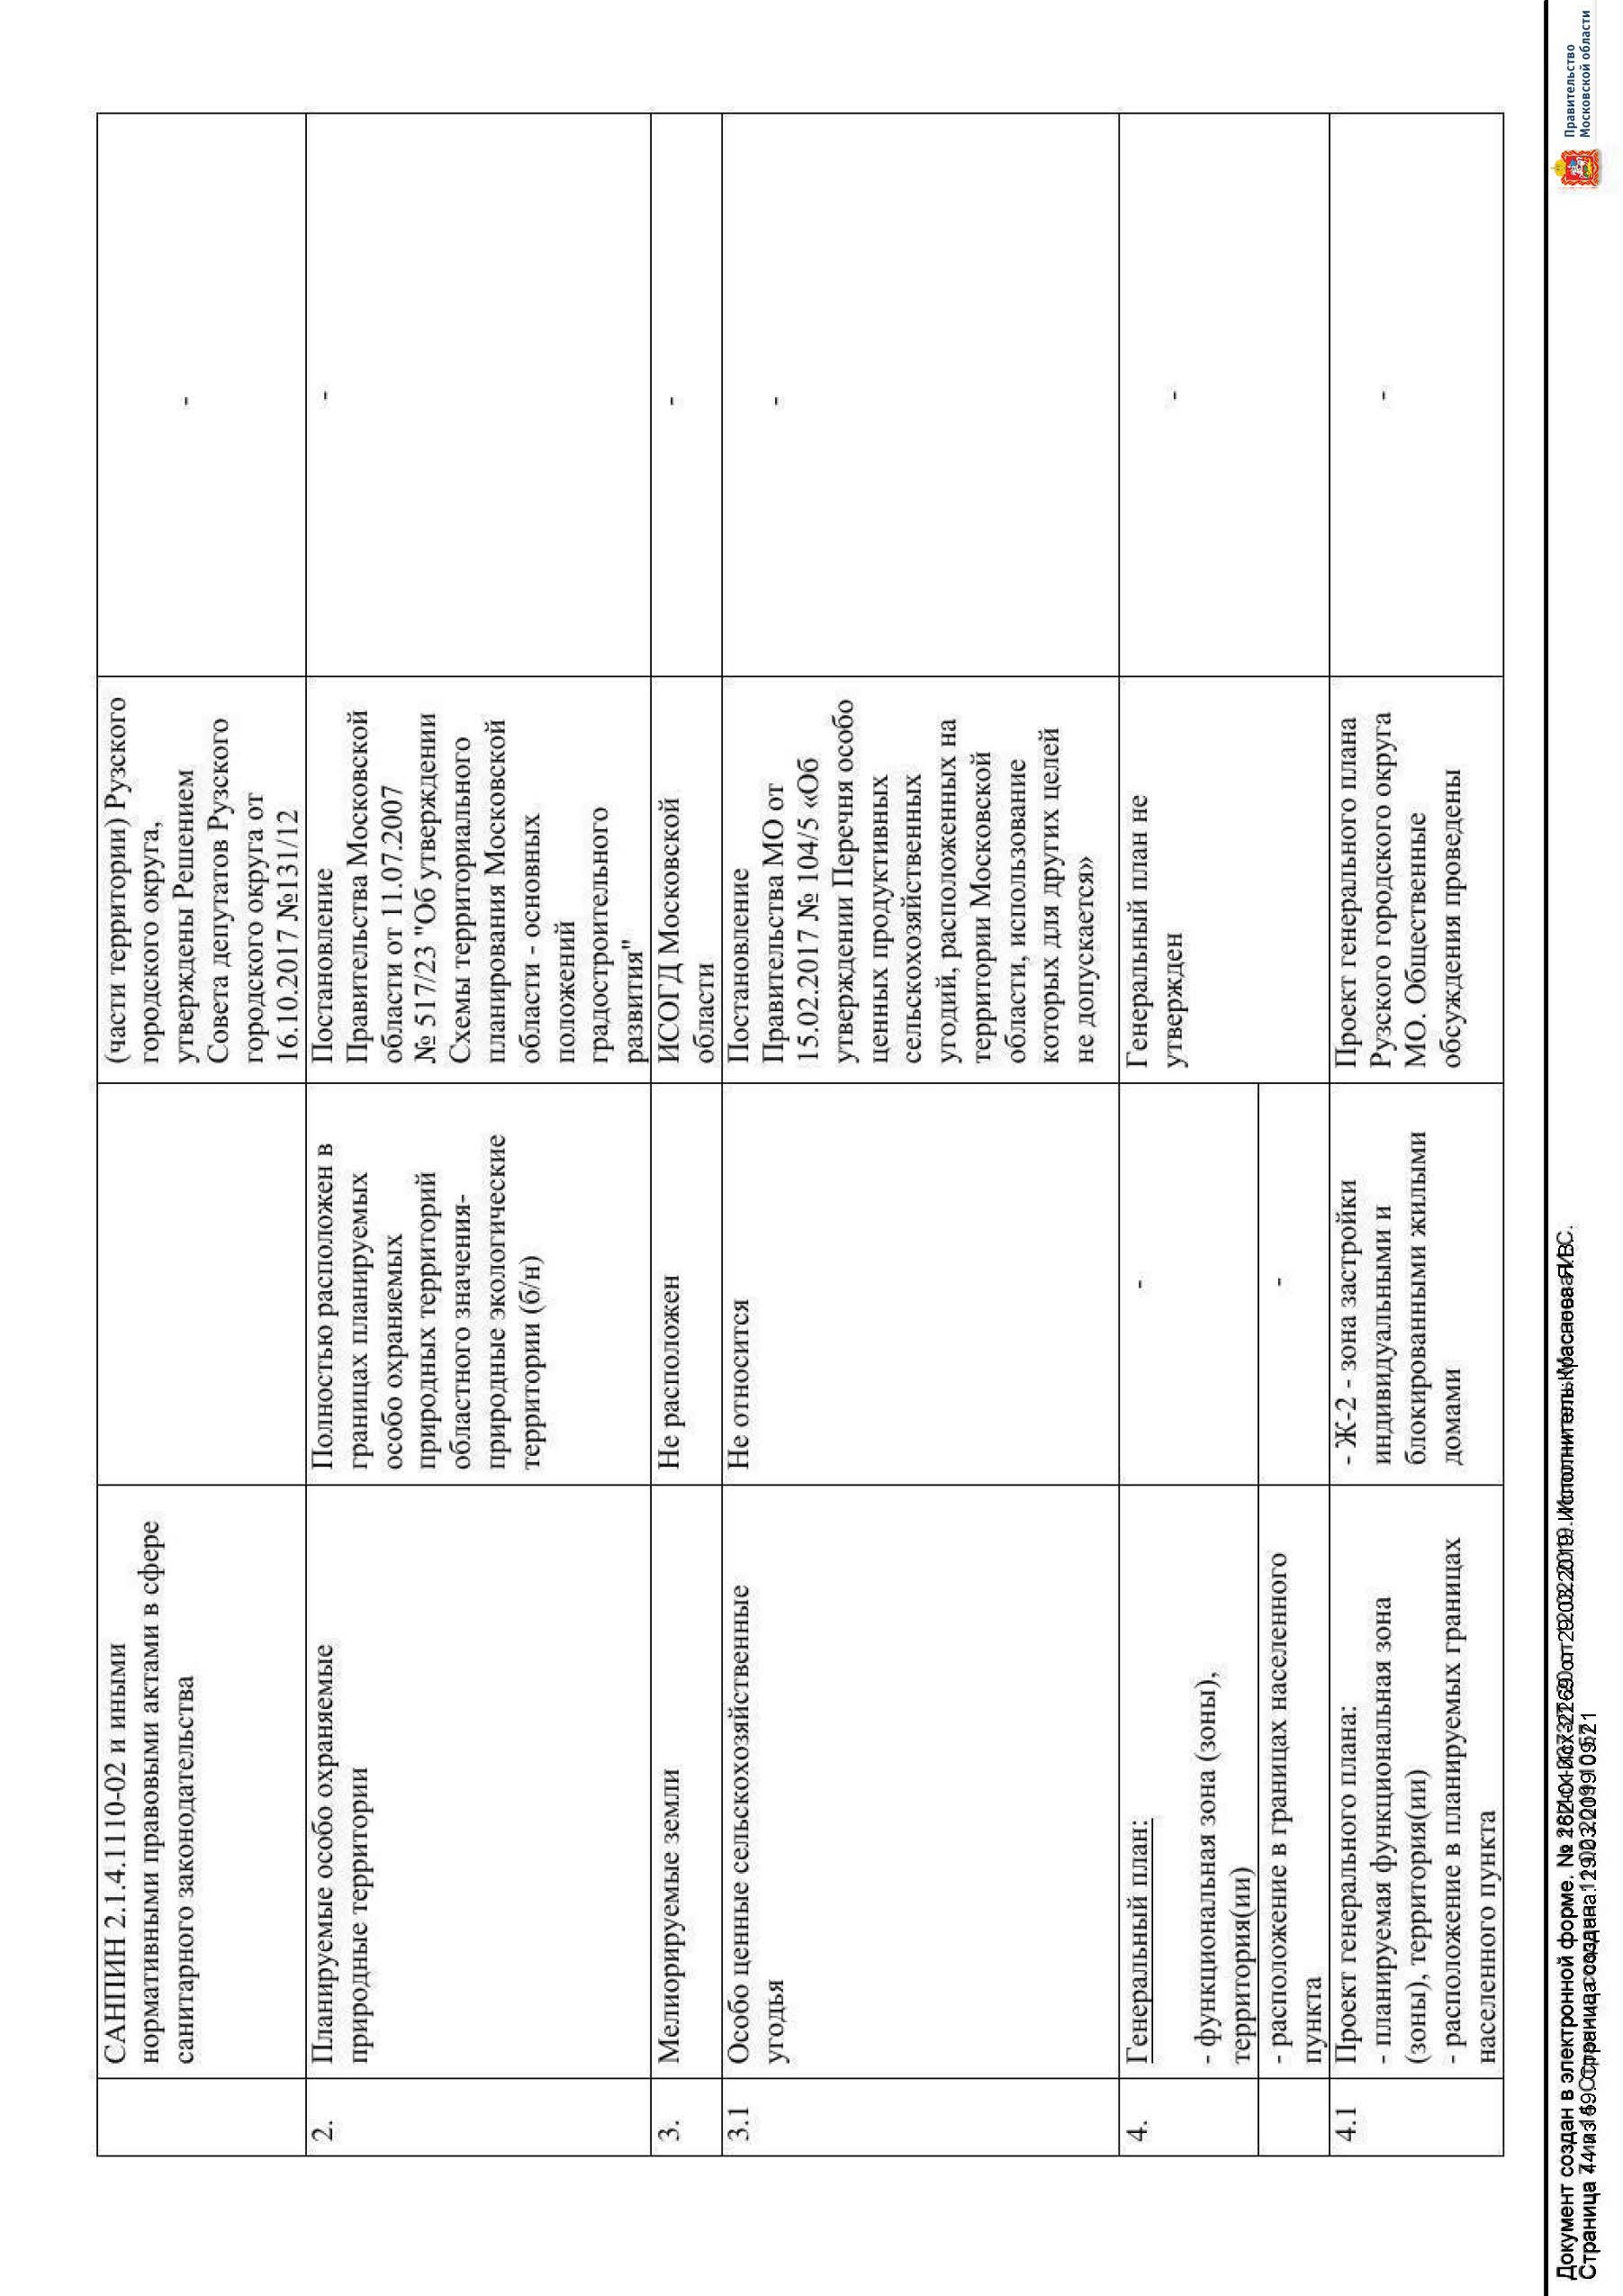 САНПИН 2.1.4.1110-02 и иными
нормативными правовыми актами в сфере
санитарного законодательства
(части территории) Рузского
городского округа,
утверждены Решением
Совета депутатов Рузского
городского округа от
16.10.2017 №131/12
-
2.
Планируемые особо охраняемые
природные территории
Полностью расположен в
границах планируемых
особо охраняемых
природных территорий
областного значения-
природные экологические
территории (б/н)
Постановление
Правительства Московской
области от 11.07.2007
№ 517/23 "Об утверждении
Схемы территориального
планирования Московской
области - основных
положений
градостроительного
развития"
-
3.
Мелиорируемые земли
Не расположен
ИСОГД Московской
области
-
3.1
Особо ценные сельскохозяйственные
угодья
Не относится
Постановление
Правительства МО от
15.02.2017 № 104/5 «Об
утверждении Перечня особо
ценных продуктивных
сельскохозяйственных
угодий, расположенных на
территории Московской
области, использование
которых для других целей
не допускается»
-
4.
Генеральный план:
- функциональная зона (зоны),
территория(ии)
-
Генеральный план не
утвержден
-
- расположение в границах населенного
пункта
-
4.1
Проект генерального плана:
- планируемая функциональная зона
(зоны), территория(ии)
- расположение в планируемых границах
населенного пункта
- Ж-2 - зона застройки
индивидуальными и
блокированными жилыми
домами
Проект генерального плана
Рузского городского округа
МО. Общественные
обсуждения проведены
-
Документ создан в электронной форме. №
Страница
Правительство
Московской области